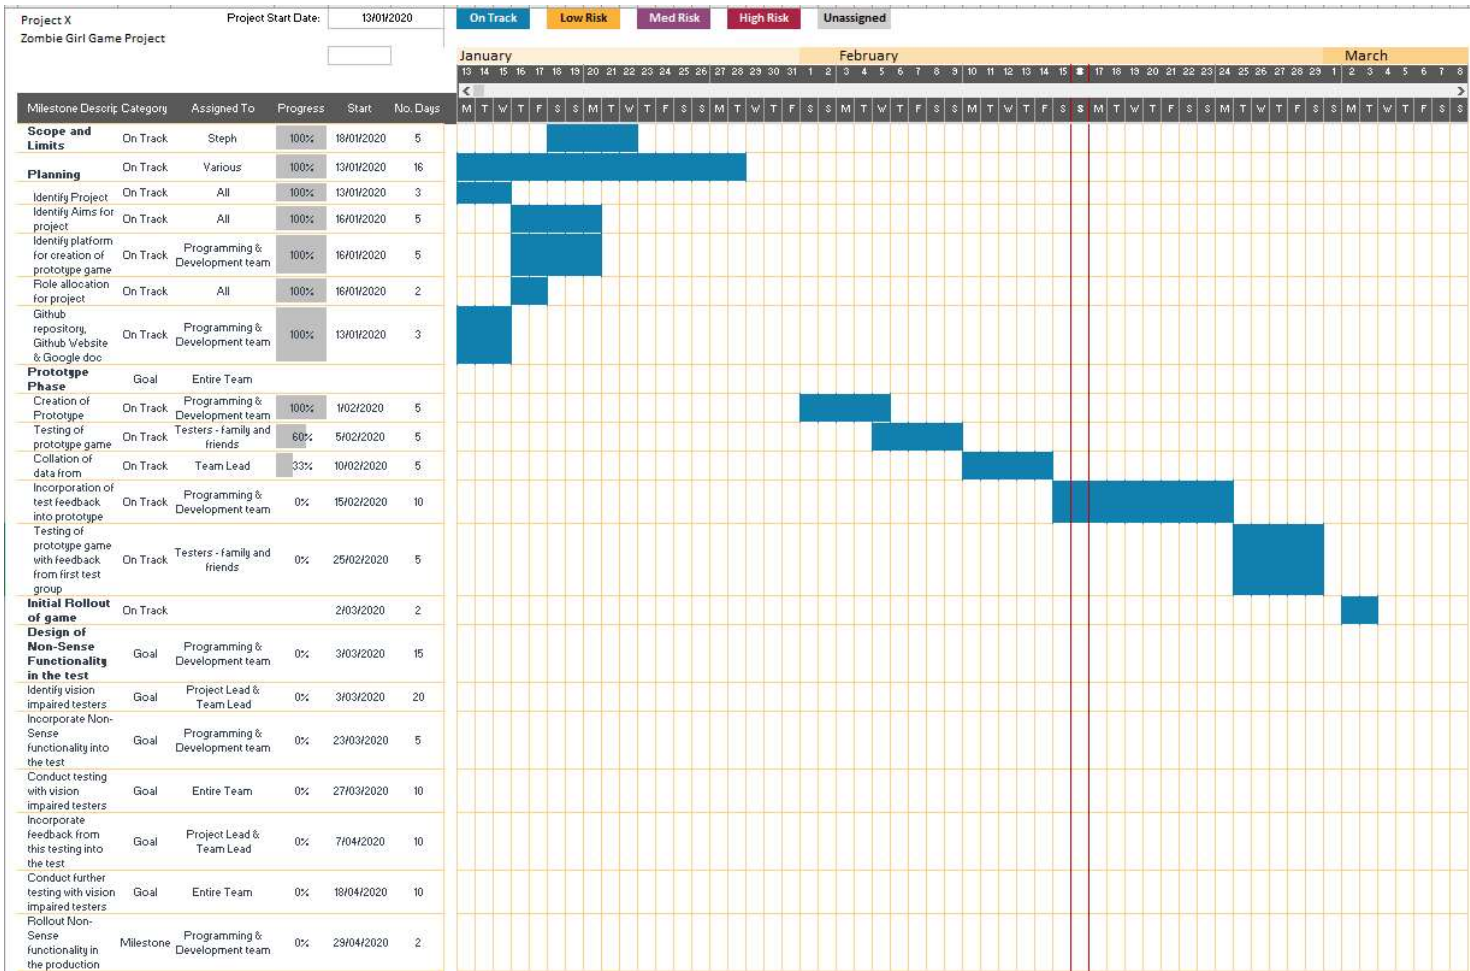 Project X Project Start Date: 13/01/2020 On Track Low Risk Med Risk High Risk Unassigned
Zombie Girl Game Project
January February March
13 14 15 16 17 18 19 20 21 22 23 24 25 26 27 28 29 30 31 1 2 3 4 5 6 7 8 9 10 11 12 13 14 15 17 18 19 20 21 22 23 24 25 26 27 28 29 1 2 3 4 5 6 7 8
Milestone Descrip Category Assigned To Progress Start No. Days M T W T F S S M T W T F S S M T W T F S S M T W T F S S M T W T F S S M T W T F S S M T W T F S S M T W T F S S
Scope and
Limits On Track Steph 100% 18/01/2020 5
Planning On Track Various 100% 13/01/2020 16
Identify Project On Track All 100% 13/01/2020 3
Identify Aims for
project On Track All 100% 16/01/2020 5
Identify platform
for creation of
prototype game On Track Programming &
Development team 100% 16/01/2020 5
Role allocation
for project On Track All 100% 16/01/2020 2
Github
repository,
Github Website
& Google doc On Track Programming &
Development team 100% 13/01/2020 3
Prototype
Phase Goal Entire Team
Creation of
Prototype On Track Programming &
Development team 100% 1/02/2020 5
Testing of
prototype game On Track Testers - family and
friends 60% 5/02/2020 5
Collation of
data from On Track Team Lead 33% 10/02/2020 5
Incorporation of
test feedback
into prototype On Track Programming &
Development team 0% 15/02/2020 10
Testing of
prototype game
with feedback
from first test
group On Track Testers - family and
friends 0% 25/02/2020 5
Initial Rollout
of game On Track 2/03/2020 2
Design of
Non-Sense
Functionality
in the test Goal Programming &
Development team 0% 3/03/2020 15
Identify vision
impaired testers Goal Project Lead &
Team Lead 0% 3/03/2020 20
Incorporate Non-
Sense
functionality into
the test Goal Programming &
Development team 0% 23/03/2020 5
Conduct testing
with vision
impaired testers Goal Entire Team 0% 27/03/2020 10
Incorporate
feedback from
this testing into
the test Goal Project Lead &
Team Lead 0% 7/04/2020 10
Conduct further
testing with vision
impaired testers Goal Entire Team 0% 18/04/2020 10
Rollout Non-
Sense
functionality in
the production Milestone Programming &
Development team 0% 29/04/2020 2